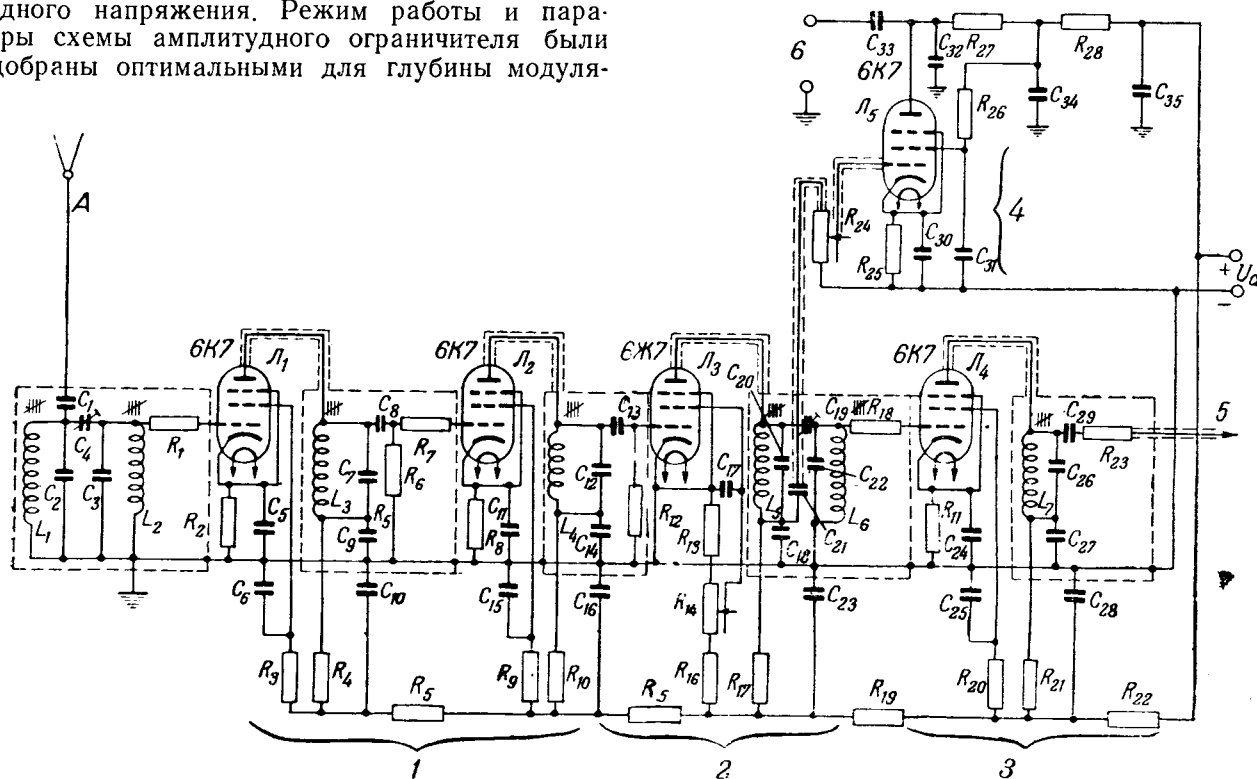 дного напряжения. Режим работы и пара-
ры схемы амплитудного ограничителя были
добраны оптимальными для глубины модуля-
6
C33
C32
R27
R28
6К7
Л5
R26
C34
C35
A
R24
4
R25
C30
C31
+ Ua
−
6К7
Л1
6К7
Л2
6Ж7
Л3
6К7
Л4
C1
C4
R1
C8
R7
C13
C20
C19
R18
C29
5
R23
C2
C3
C7
R6
C12
C17
C22
C26
L1
L2
R2
C5
L3
R5
C9
C11
R8
L4
C14
R12
R13
L5
C18
C21
L6
R11
C24
L7
C27
C6
C10
C15
C16
R14
C23
C25
C28
R3
R4
R5
R9
R10
R5
R16
R17
R19
R20
R21
R22
1
2
3